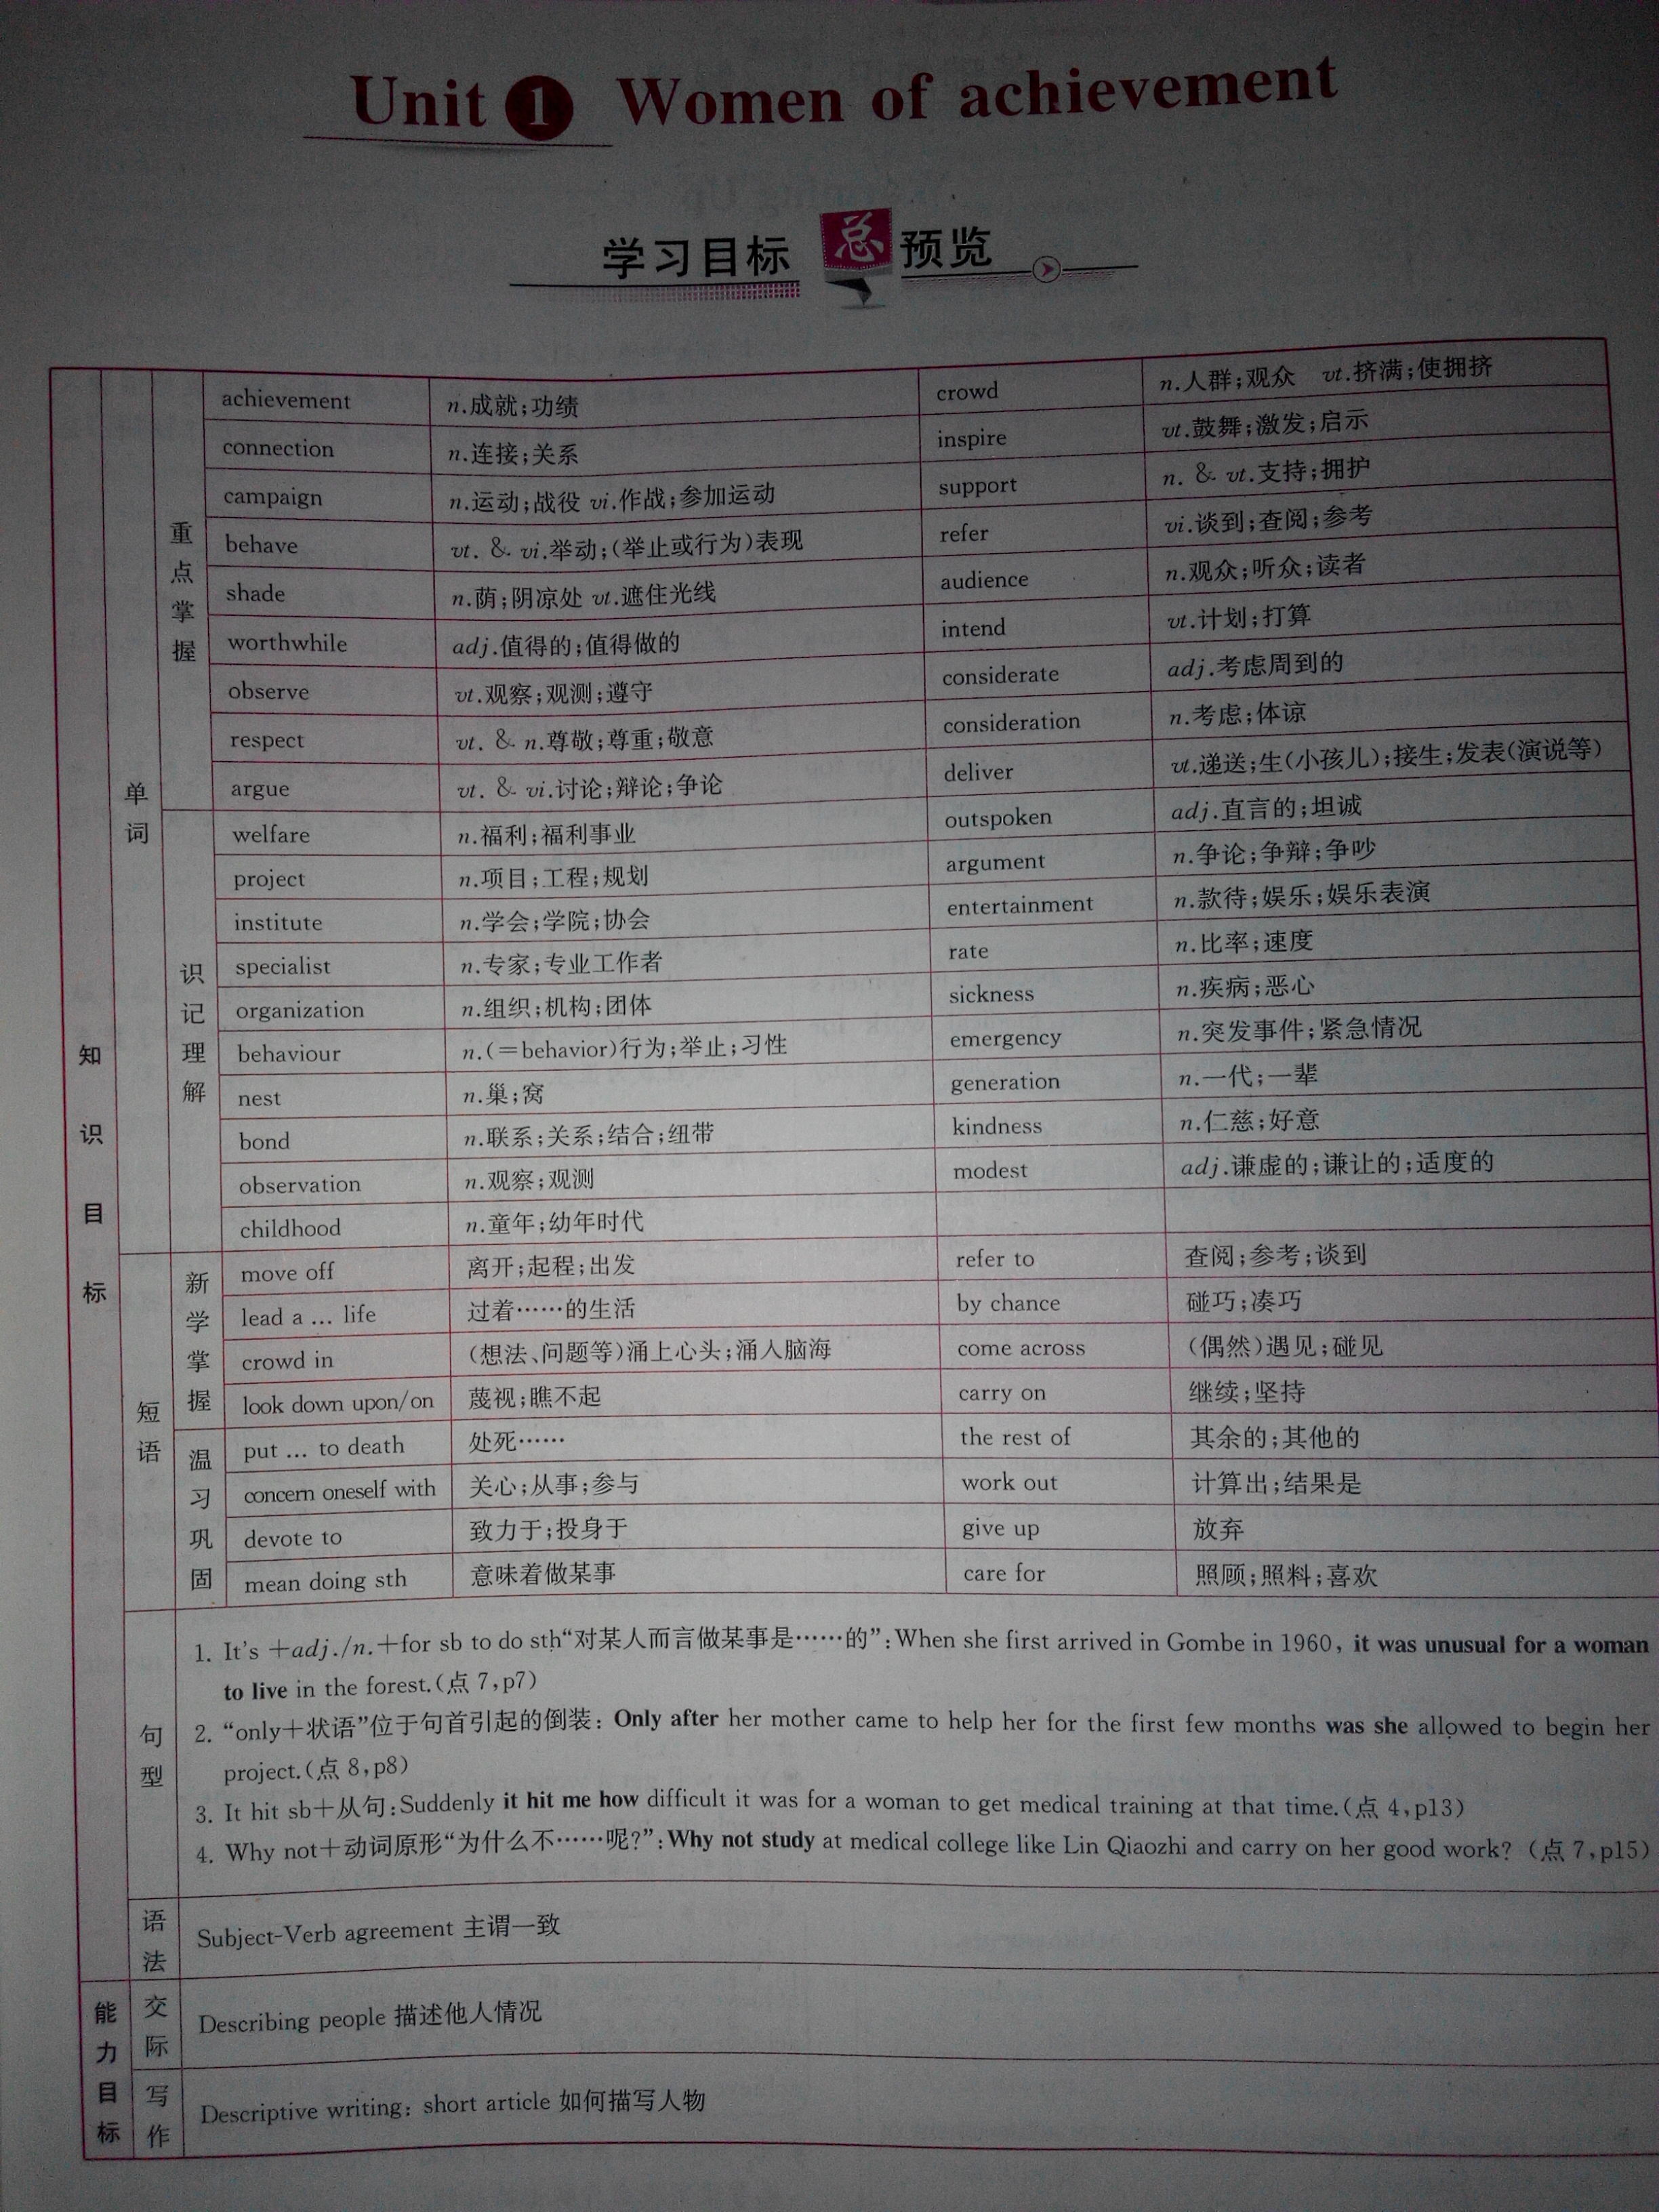 Unit 1 Women of achievement
学习目标 总 预览
知识目标
单词
重点掌握
achievement n.成就;功绩 crowd n.人群;观众 vt.挤满;使拥挤
connection n.连接;关系 inspire vt.鼓舞;激发;启示
campaign n.运动;战役 vi.作战;参加运动 support n. & vt.支持;拥护
behave vt. & vi.举动;(举止或行为)表现 refer vi.谈到;查阅;参考
shade n.荫;阴凉处 vt.遮住光线 audience n.观众;听众;读者
worthwhile adj.值得的;值得做的 intend vt.计划;打算
observe vt.观察;观测;遵守 considerate adj.考虑周到的
respect vt. & n.尊敬;尊重;敬意 consideration n.考虑;体谅
argue vt. & vi.讨论;辩论;争论 deliver vt.递送;生(小孩儿);接生;发表(演说等)
识记理解
welfare n.福利;福利事业 outspoken adj.直言的;坦诚
project n.项目;工程;规划 argument n.争论;争辩;争吵
institute n.学会;学院;协会 entertainment n.款待;娱乐;娱乐表演
specialist n.专家;专业工作者 rate n.比率;速度
organization n.组织;机构;团体 sickness n.疾病;恶心
behaviour n.(=behavior)行为;举止;习性 emergency n.突发事件;紧急情况
nest n.巢;窝 generation n.一代;一辈
bond n.联系;关系;结合;纽带 kindness n.仁慈;好意
observation n.观察;观测 modest adj.谦虚的;谦让的;适度的
childhood n.童年;幼年时代
短语
新学掌握
move off 离开;起程;出发 refer to 查阅;参考;谈到
lead a … life 过着……的生活 by chance 碰巧;凑巧
crowd in (想法、问题等)涌上心头;涌入脑海 come across (偶然)遇见;碰见
look down upon/on 蔑视;瞧不起 carry on 继续;坚持
温习巩固
put … to death 处死…… the rest of 其余的;其他的
concern oneself with 关心;从事;参与 work out 计算出;结果是
devote to 致力于;投身于 give up 放弃
mean doing sth 意味着做某事 care for 照顾;照料;喜欢
句型
1. It's +adj./n.+for sb to do sth“对某人而言做某事是……的”:When she first arrived in Gombe in 1960, it was unusual for a woman
to live in the forest.(点 7,p7)
2. “only+状语”位于句首引起的倒装: Only after her mother came to help her for the first few months was she allowed to begin her
project.(点 8,p8)
3. It hit sb+从句:Suddenly it hit me how difficult it was for a woman to get medical training at that time.(点 4,p13)
4. Why not+动词原形“为什么不……呢?”:Why not study at medical college like Lin Qiaozhi and carry on her good work? (点 7,p15)
语法
Subject-Verb agreement 主谓一致
能力目标
交际
Describing people 描述他人情况
写作
Descriptive writing: short article 如何描写人物